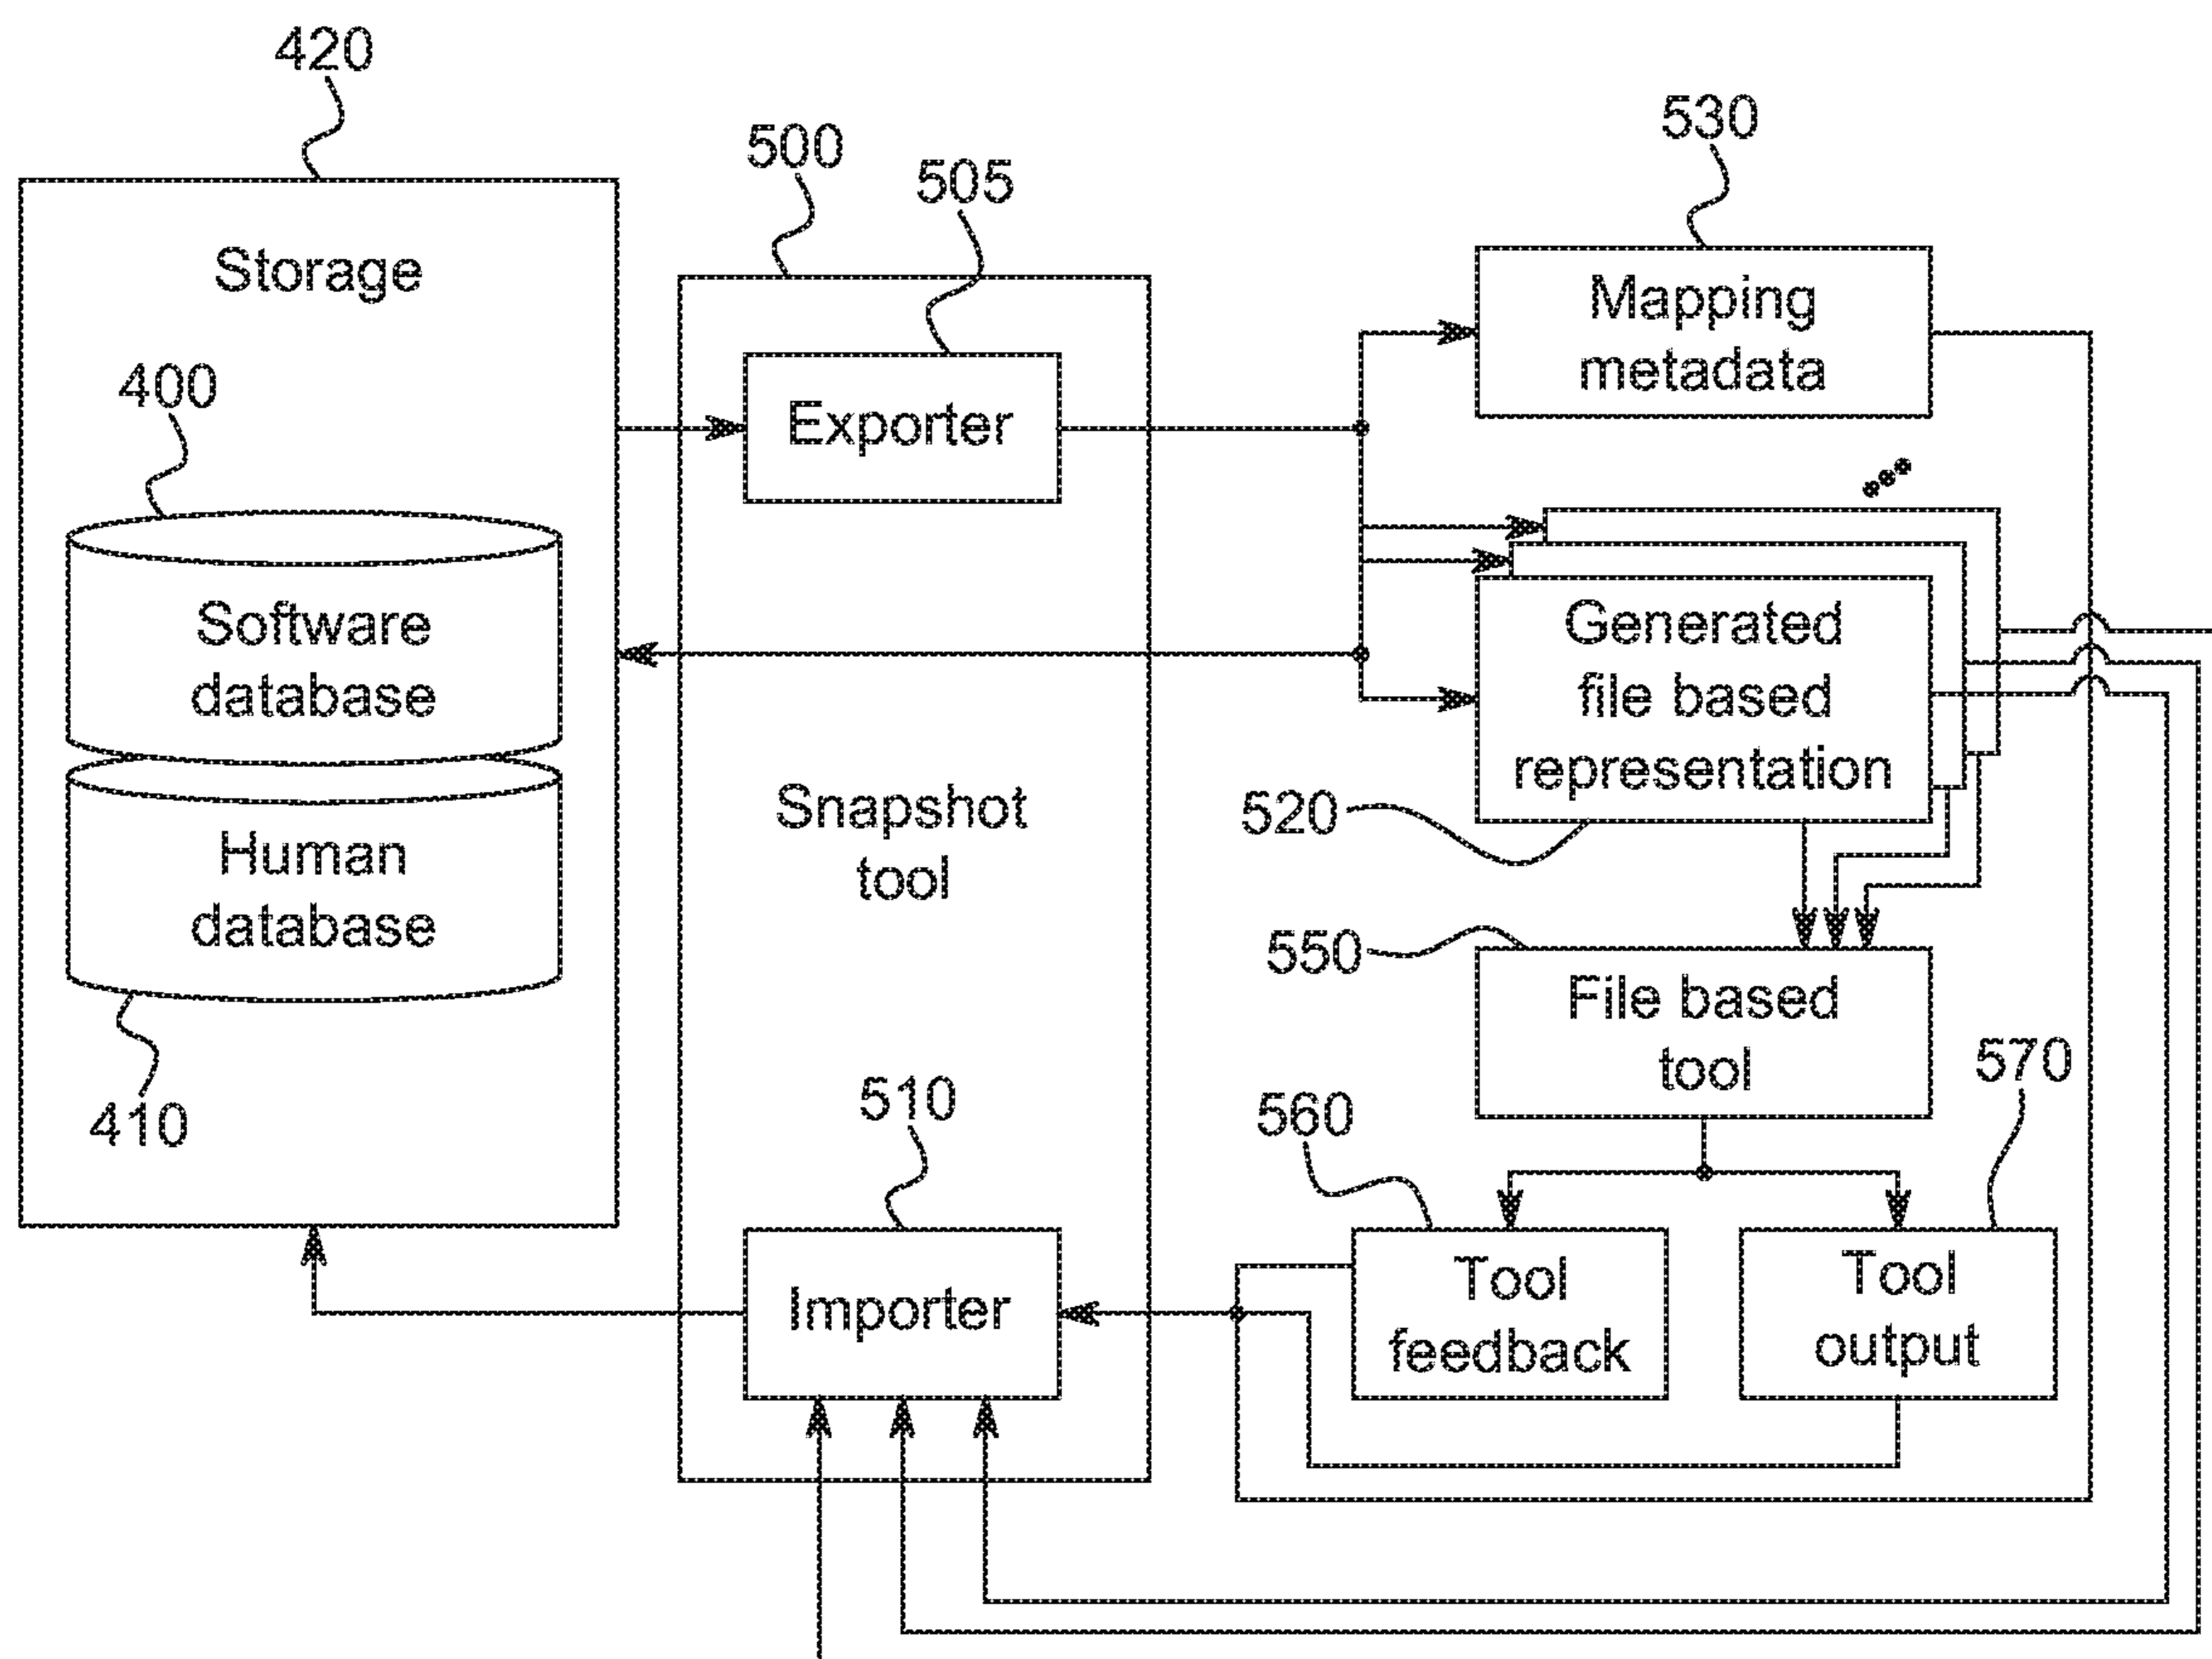 420
Storage
400
Software
database
Human
database
410
500
505
Exporter
Snapshot
tool
510
Importer
530
Mapping
metadata
Generated
file based
representation
520
550
File based
tool
560
570
Tool
feedback
Tool
output